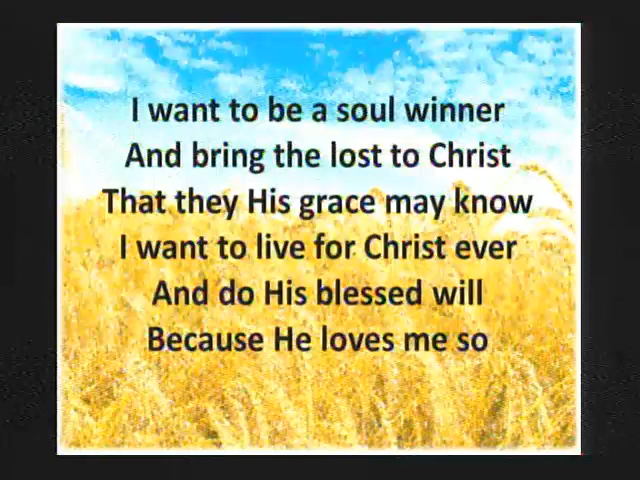 I want to be a soul winner
And bring the lost to Christ
That they His grace may know
I want to live for Christ ever
And do His blessed will
Because He loves me so